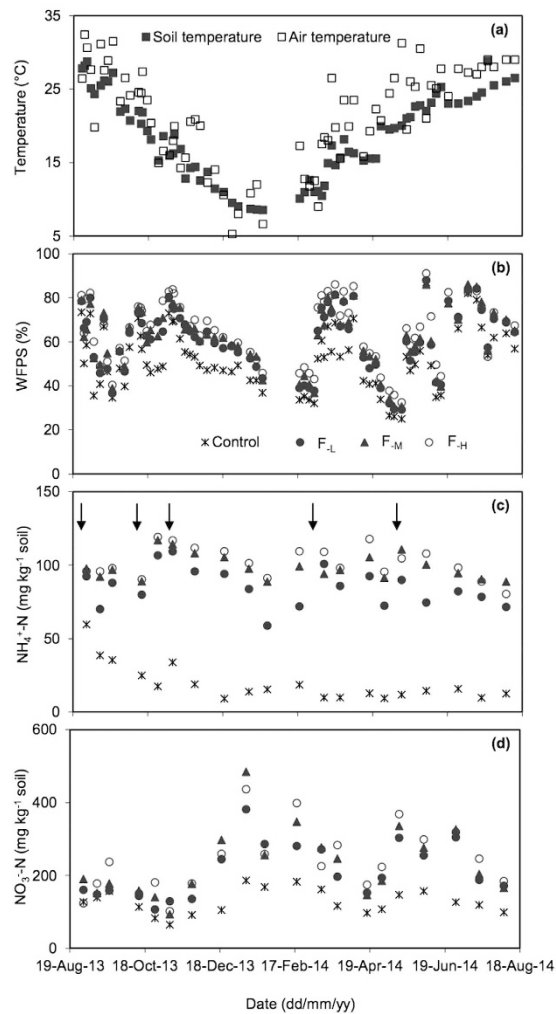 (a)
Soil temperature Air temperature
35
25
15
5
Temperature (°C)
(b)
100
80
60
40
20
0
WFPS (%)
Control F-L F-M F-H
(c)
150
100
50
0
NH₄⁺-N (mg kg⁻¹ soil)
(d)
600
400
200
0
NO₃⁻-N (mg kg⁻¹ soil)
19-Aug-13 18-Oct-13 18-Dec-13 17-Feb-14 19-Apr-14 19-Jun-14 18-Aug-14
Date (dd/mm/yy)